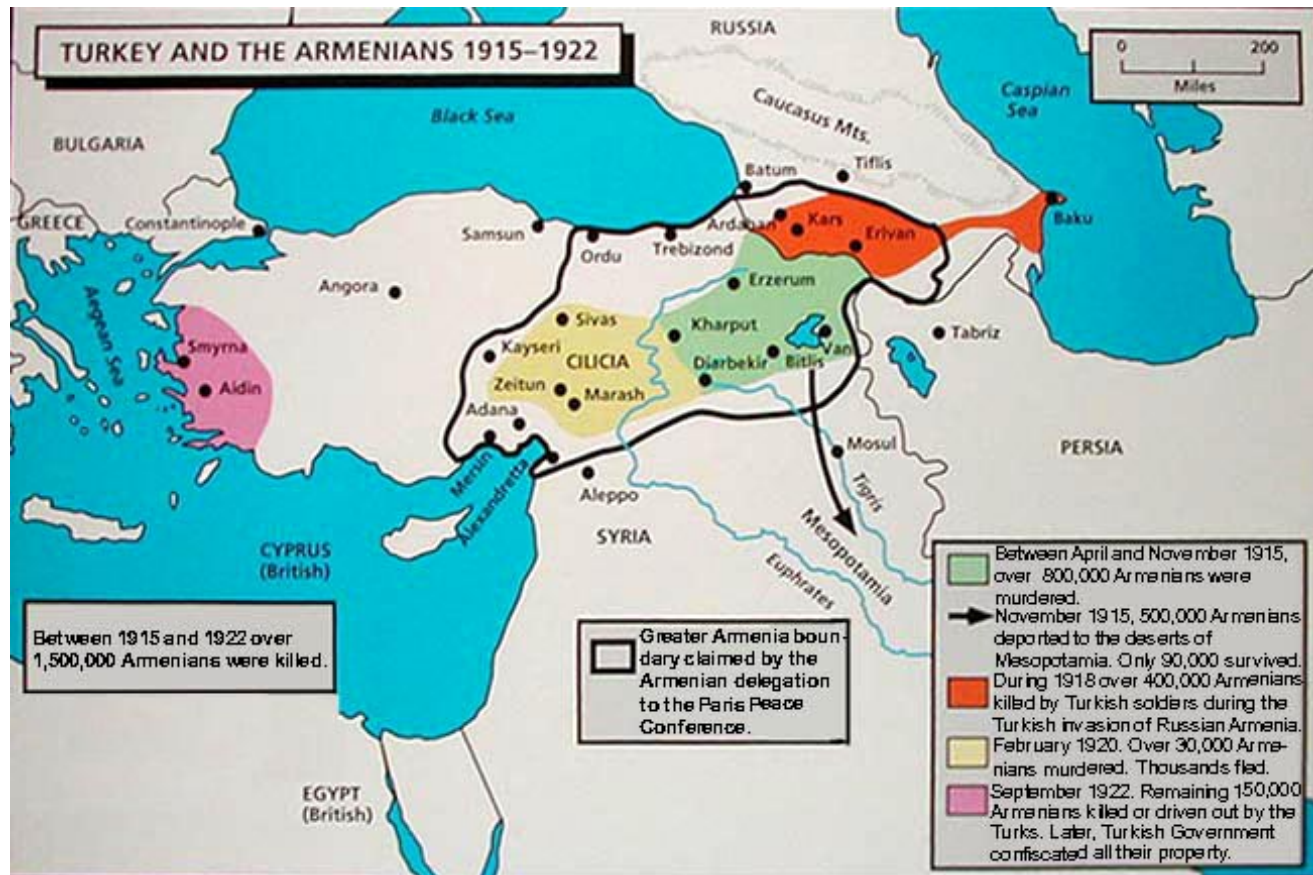 TURKEY AND THE ARMENIANS 1915–1922
RUSSIA
0 200
Miles
Caspian
Sea
Caucasus Mts.
Black Sea
BULGARIA
Batum
Tiflis
GREECE
Constantinople
Ardahan
Kars
Baku
Samsun
Ordu
Trebizond
Erivan
Aegean Sea
Angora
Erzerum
Sivas
Kharput
Tabriz
Smyrna
Kayseri
CILICIA
Van
Diarbekir
Bitlis
Aidin
Zeitun
Marash
Adana
Mosul
PERSIA
Mersin
Alexandretta
Aleppo
Tigris
Mesopotamia
SYRIA
Euphrates
CYPRUS
(British)
EGYPT
(British)
Between 1915 and 1922 over
1,500,000 Armenians were killed.
Greater Armenia boun-
dary claimed by the
Armenian delegation
to the Paris Peace
Conference.
Between April and November 1915,
over 800,000 Armenians were
murdered.
November 1915, 500,000 Armenians
deported to the deserts of
Mesopotamia. Only 90,000 survived.
During 1918 over 400,000 Armenians
killed by Turkish soldiers during the
Turkish invasion of Russian Armenia.
February 1920. Over 30,000 Arme-
nians murdered. Thousands fled.
September 1922. Remaining 150,000
Armenians killed or driven out by the
Turks. Later, Turkish Government
confiscated all their property.